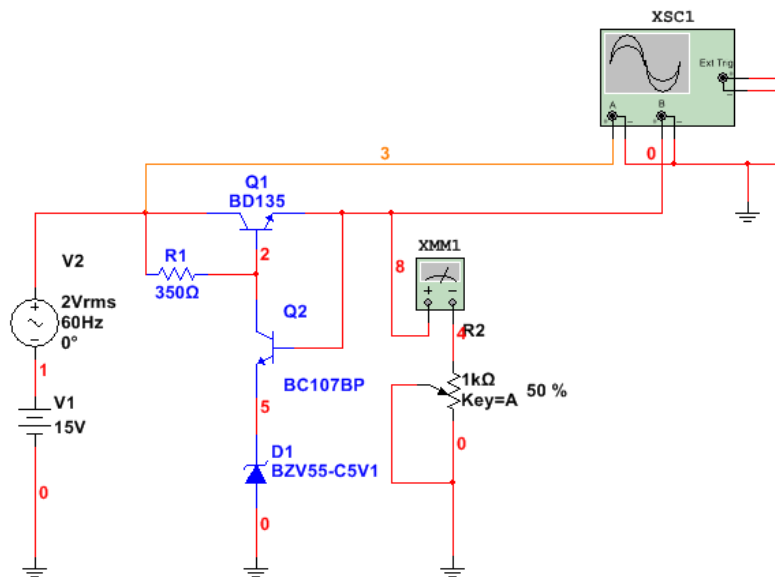 XSC1
Ext Trig
+
_
A
B
+
_
+
_
3
0
Q1
BD135
XMM1
R1
2
8
V2
350Ω
+
−
Q2
4
R2
2Vrms
60Hz
0°
1kΩ
Key=A
50 %
1
BC107BP
V1
15V
5
0
D1
BZV55-C5V1
0
0